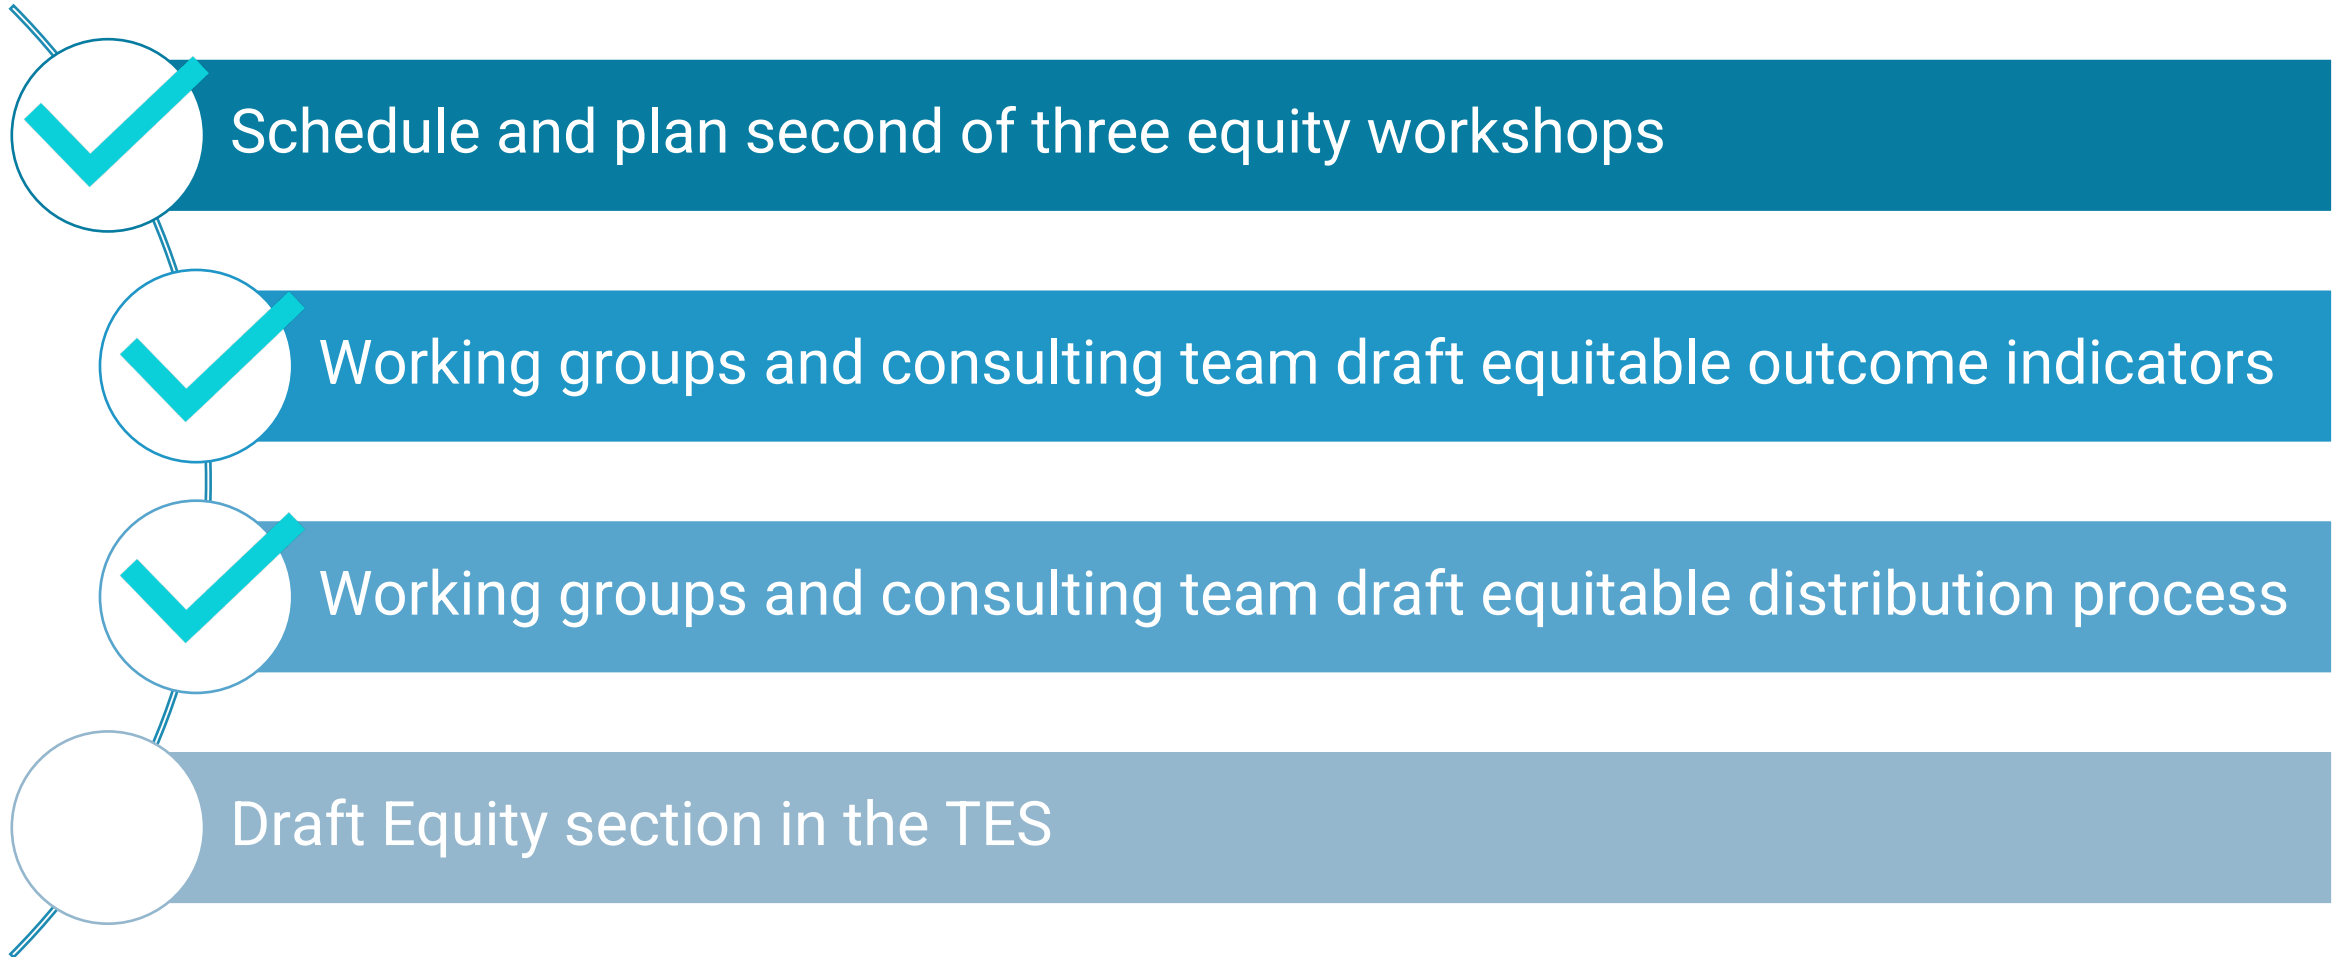 Schedule and plan second of three equity workshops
Working groups and consulting team draft equitable outcome indicators
Working groups and consulting team draft equitable distribution process
Draft Equity section in the TES